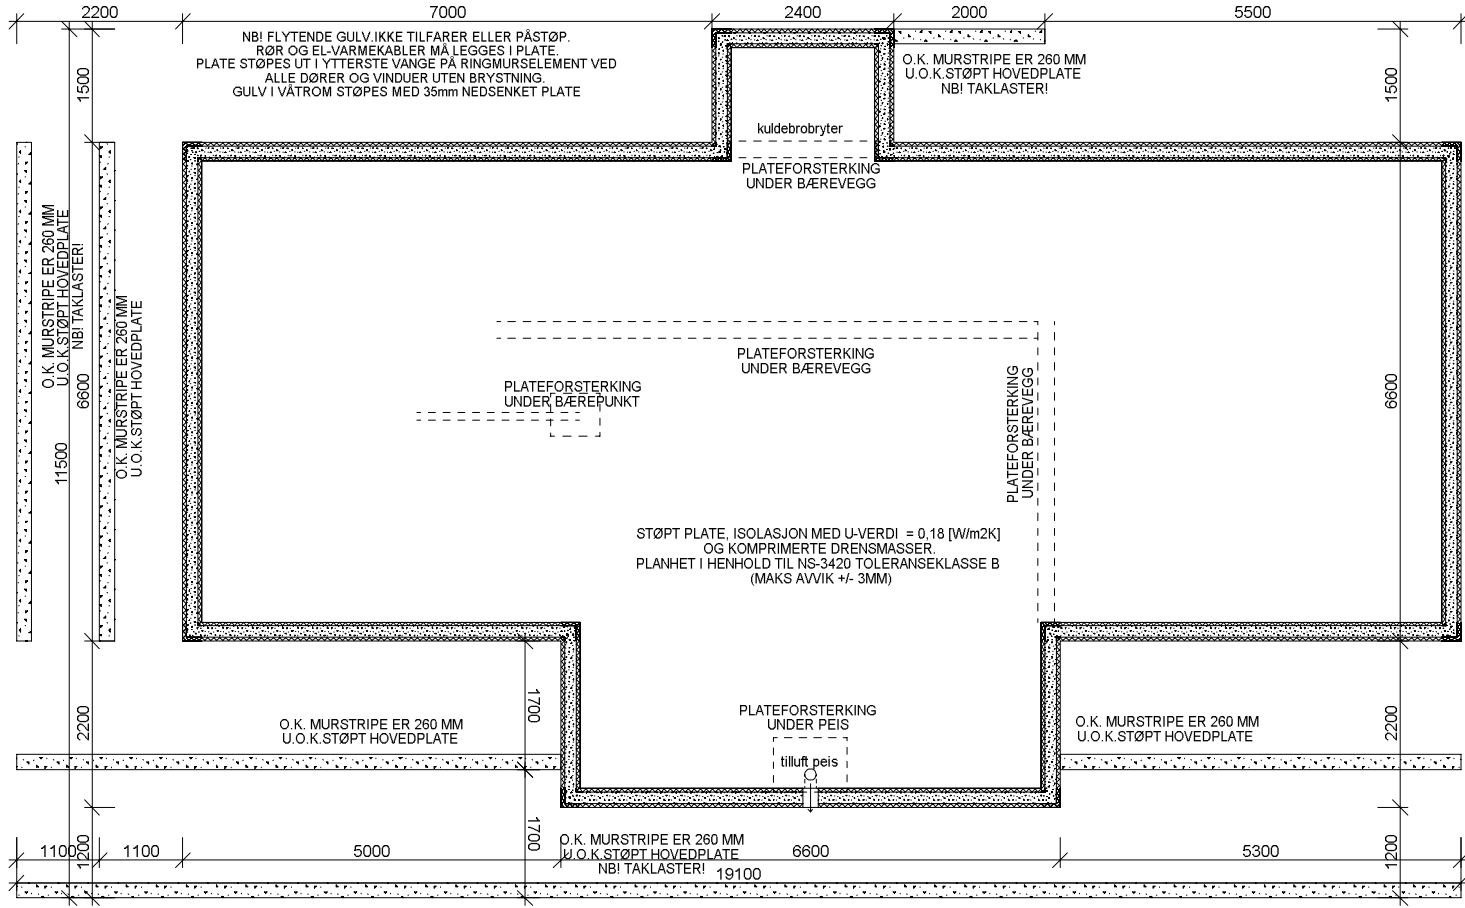 2200
7000
2400
2000
5500
NB! FLYTENDE GULV.IKKE TILFARER ELLER PÅSTØP.
RØR OG EL-VARMEKABLER MÅ LEGGES I PLATE.
PLATE STØPES UT I YTTERSTE VANGE PÅ RINGMURSELEMENT VED
ALLE DØRER OG VINDUER UTEN BRYSTNING.
GULV I VÅTROM STØPES MED 35mm NEDSENKET PLATE
O.K. MURSTRIPE ER 260 MM
U.O.K.STØPT HOVEDPLATE
NB! TAKLASTER!
1500
1500
kuldebrobryter
PLATEFORSTERKING
UNDER BÆREVEGG
O.K. MURSTRIPE ER 260 MM
U.O.K.STØPT HOVEDPLATE
NB! TAKLASTER!
6600
11500
O.K. MURSTRIPE ER 260 MM
U.O.K.STØPT HOVEDPLATE
PLATEFORSTERKING
UNDER BÆREVEGG
PLATEFORSTERKING
UNDER BÆREPUNKT
PLATEFORSTERKING
UNDER BÆREVEGG
6600
STØPT PLATE, ISOLASJON MED U-VERDI = 0,18 [W/m2K]
OG KOMPRIMERTE DRENSMASSER.
PLANHET I HENHOLD TIL NS-3420 TOLERANSEKLASSE B
(MAKS AVVIK +/- 3MM)
2200
1700
O.K. MURSTRIPE ER 260 MM
U.O.K.STØPT HOVEDPLATE
PLATEFORSTERKING
UNDER PEIS
tilluft peis
O.K. MURSTRIPE ER 260 MM
U.O.K.STØPT HOVEDPLATE
2200
1700
O.K. MURSTRIPE ER 260 MM
U.O.K.STØPT HOVEDPLATE
NB! TAKLASTER!
1100
1200
1100
5000
6600
5300
1200
19100